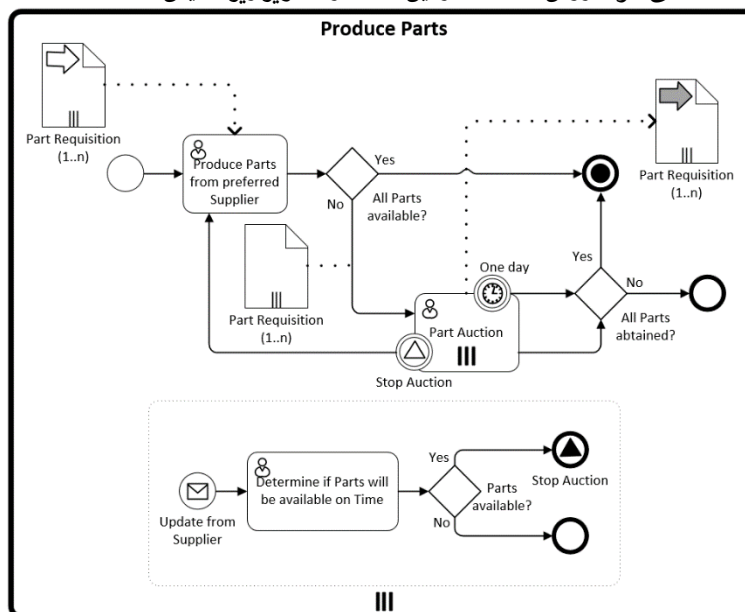 Produce Parts
Part Requisition
(1..n)
Produce Parts
from preferred
Supplier
Yes
No
All Parts
available?
Part Requisition
(1..n)
Part Requisition
(1..n)
One day
Part Auction
Stop Auction
Yes
No
All Parts
abtained?
Update from
Supplier
Determine if Parts will
be available on Time
Yes
No
Parts
available?
Stop Auction